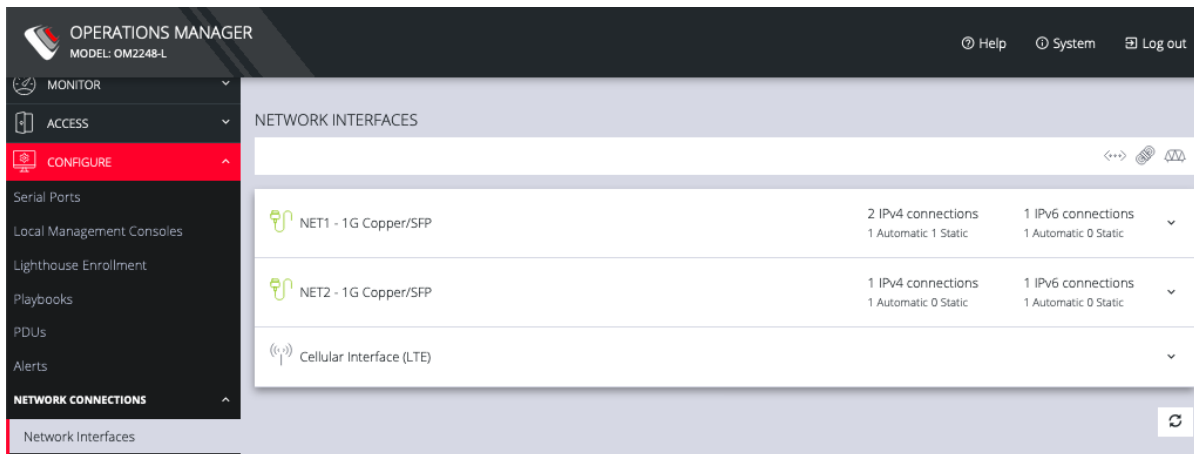 OPERATIONS MANAGER
MODEL: OM2248-L
Help
System
Log out
MONITOR
ACCESS
CONFIGURE
Serial Ports
Local Management Consoles
Lighthouse Enrollment
Playbooks
PDUs
Alerts
NETWORK CONNECTIONS
Network Interfaces
NETWORK INTERFACES
NET1 - 1G Copper/SFP
2 IPv4 connections
1 Automatic 1 Static
1 IPv6 connections
1 Automatic 0 Static
NET2 - 1G Copper/SFP
1 IPv4 connections
1 Automatic 0 Static
1 IPv6 connections
1 Automatic 0 Static
Cellular Interface (LTE)